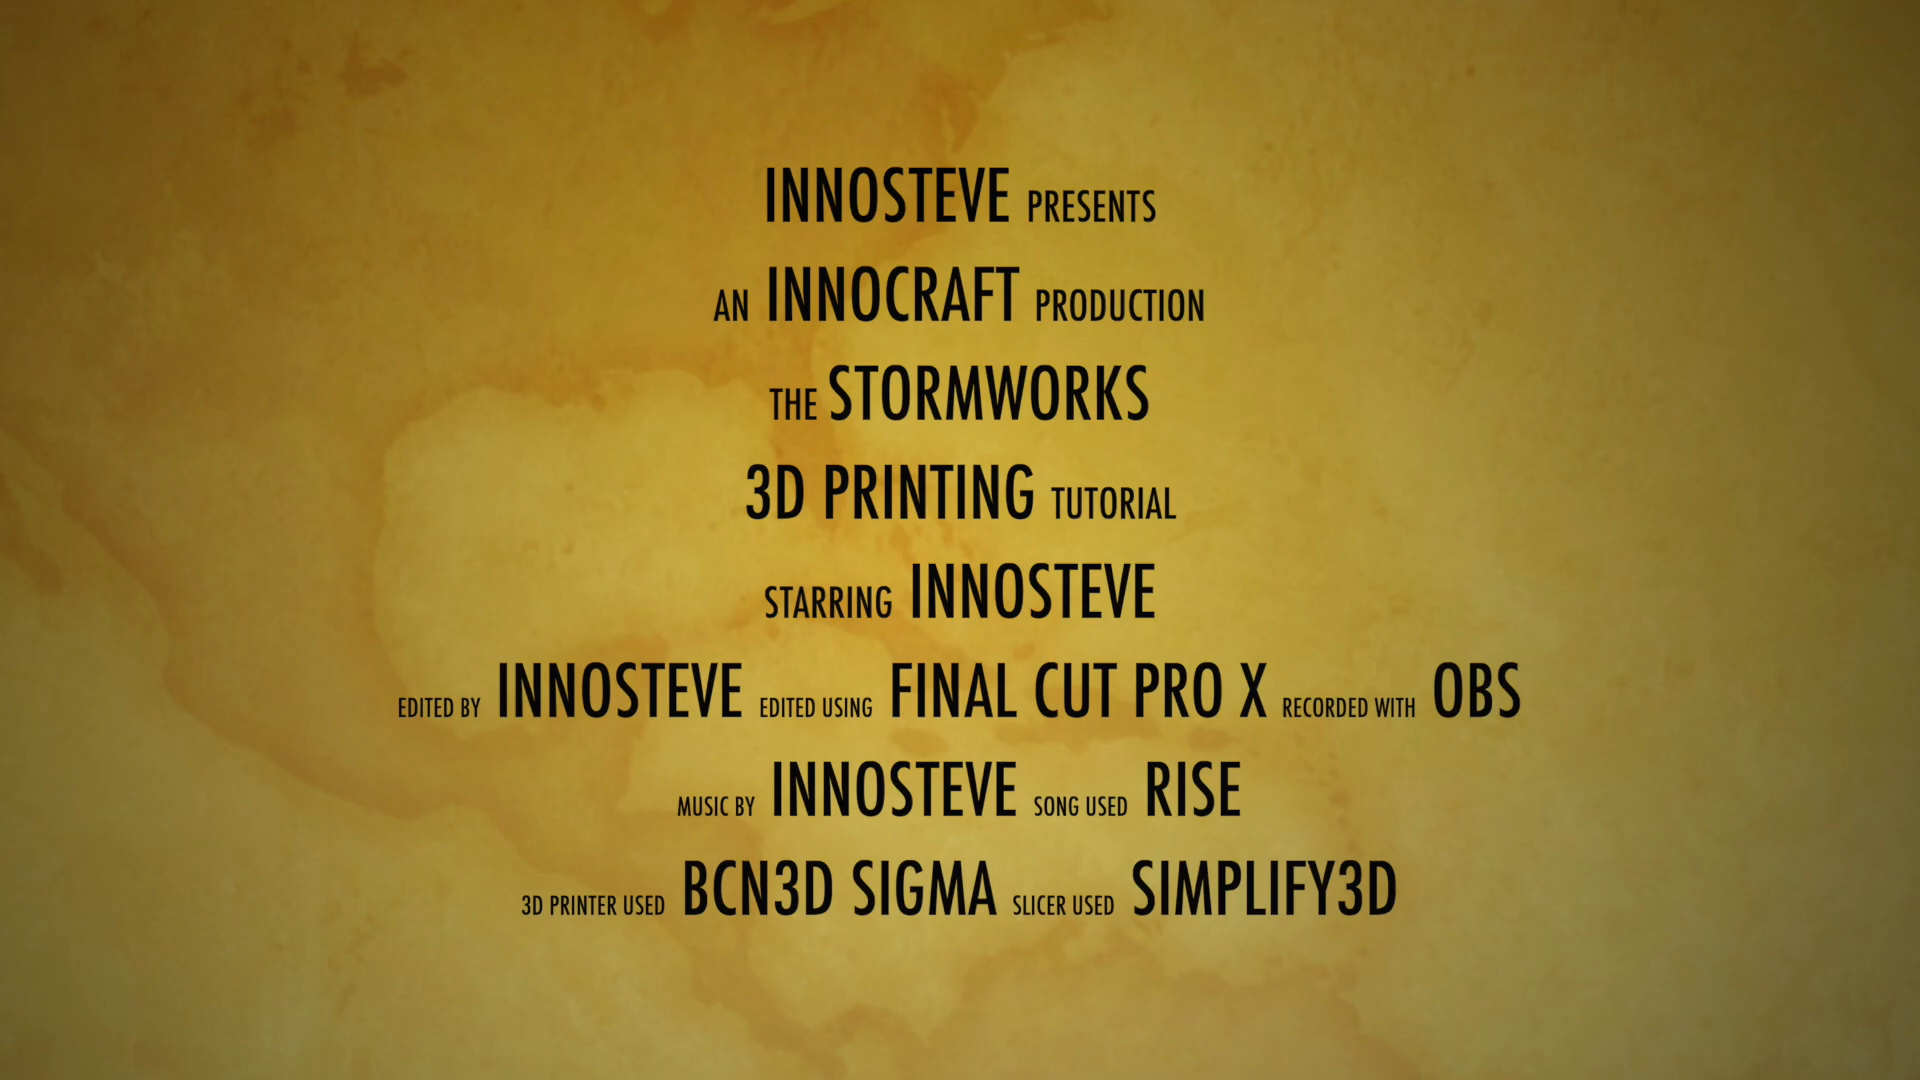 INNOSTEVE PRESENTS
AN INNOCRAFT PRODUCTION
THE STORMWORKS
3D PRINTING TUTORIAL
STARRING INNOSTEVE
EDITED BY INNOSTEVE EDITED USING FINAL CUT PRO X RECORDED WITH OBS
MUSIC BY INNOSTEVE SONG USED RISE
3D PRINTER USED BCN3D SIGMA SLICER USED SIMPLIFY3D